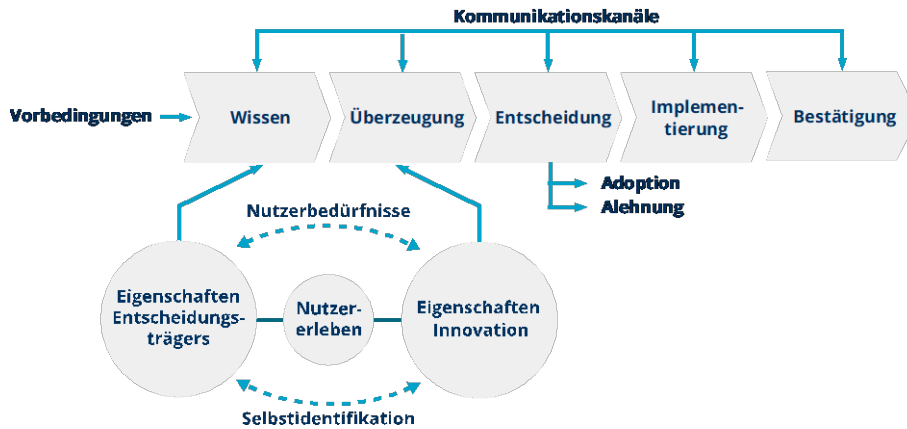 Kommunikationskanäle
Vorbedingungen
Wissen
Überzeugung
Entscheidung
Implemen-
tierung
Bestätigung
Adoption
Alehnung
Nutzerbedürfnisse
Eigenschaften
Entscheidungs-
trägers
Nutzer-
erleben
Eigenschaften
Innovation
Selbstidentifikation